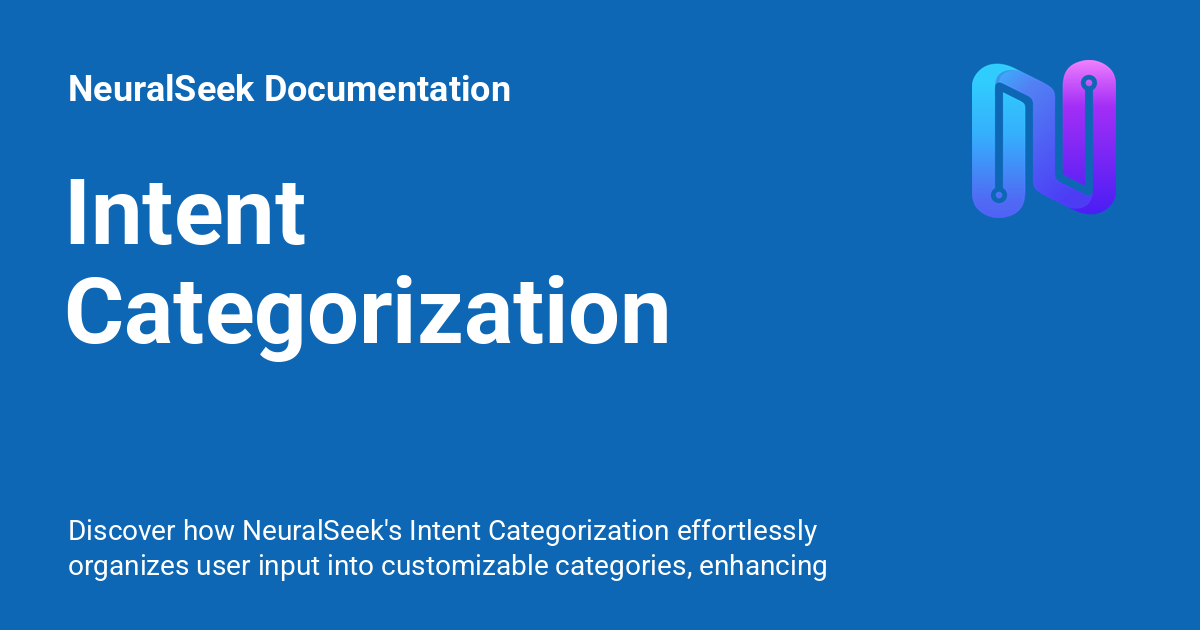 NeuralSeek Documentation
Intent
Categorization
Discover how NeuralSeek's Intent Categorization effortlessly
organizes user input into customizable categories, enhancing